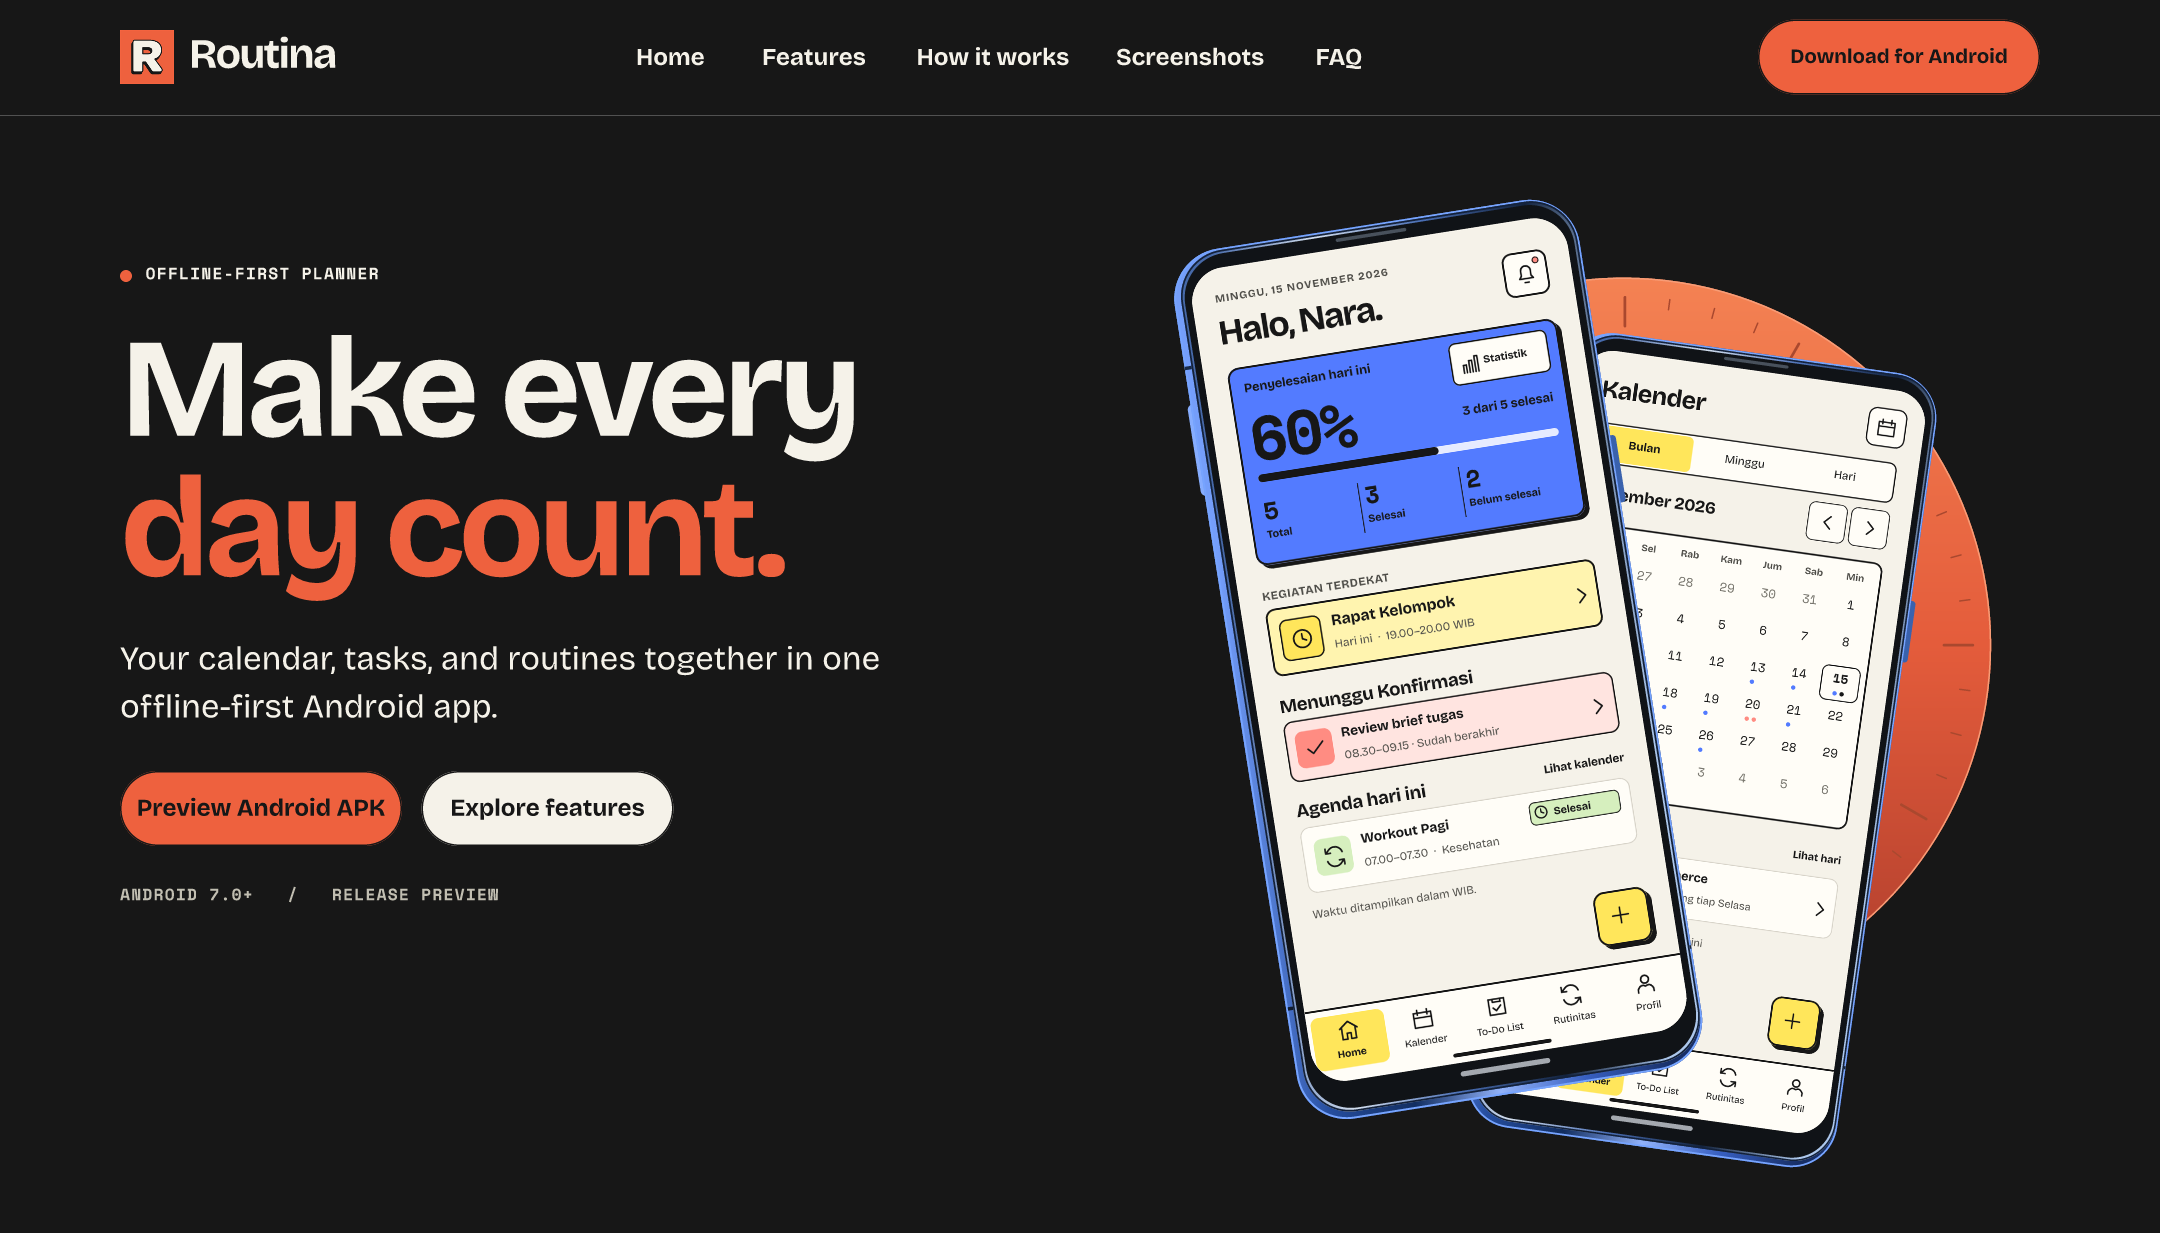 R Routina
Home
Features
How it works
Screenshots
FAQ
Download for Android
OFFLINE-FIRST PLANNER
Make every
day count.
Your calendar, tasks, and routines together in one
offline-first Android app.
Preview Android APK
Explore features
ANDROID 7.0+ / RELEASE PREVIEW
MINGGU, 15 NOVEMBER 2026
Halo, Nara.
Penyelesaian hari ini
Statistik
60%
3 dari 5 selesai
5
Total
3
Selesai
2
Belum selesai
KEGIATAN TERDEKAT
Rapat Kelompok
Hari ini · 19.00–20.00 WIB
Menunggu Konfirmasi
Review brief tugas
08.30–09.15 · Sudah berakhir
Agenda hari ini
Lihat kalender
Workout Pagi
07.00–07.30 · Kesehatan
Selesai
Waktu ditampilkan dalam WIB.
Home
Kalender
To-Do List
Rutinitas
Profil
Kalender
Bulan
Minggu
Hari
ember 2026
Sel Rab Kam Jum Sab Min
27 28 29 30 31 1
3 4 5 6 7 8
11 12 13 14 15
18 19 20 21 22
25 26 27 28 29
3 4 5 6
Lihat hari
erce
ng tiap Selasa
ini
nder
To-Do List
Rutinitas
Profil